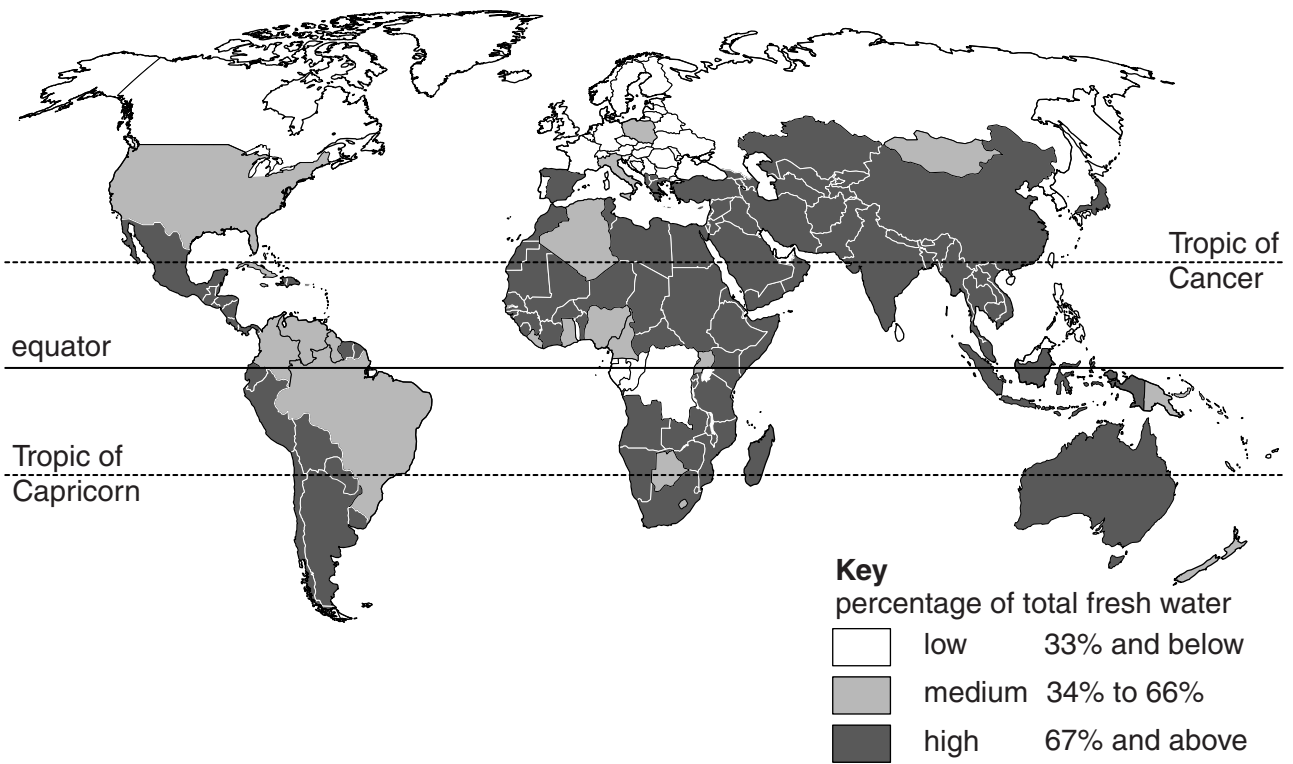 Tropic of
Cancer
equator
Tropic of
Capricorn
Key
percentage of total fresh water
low 33% and below
medium 34% to 66%
high 67% and above